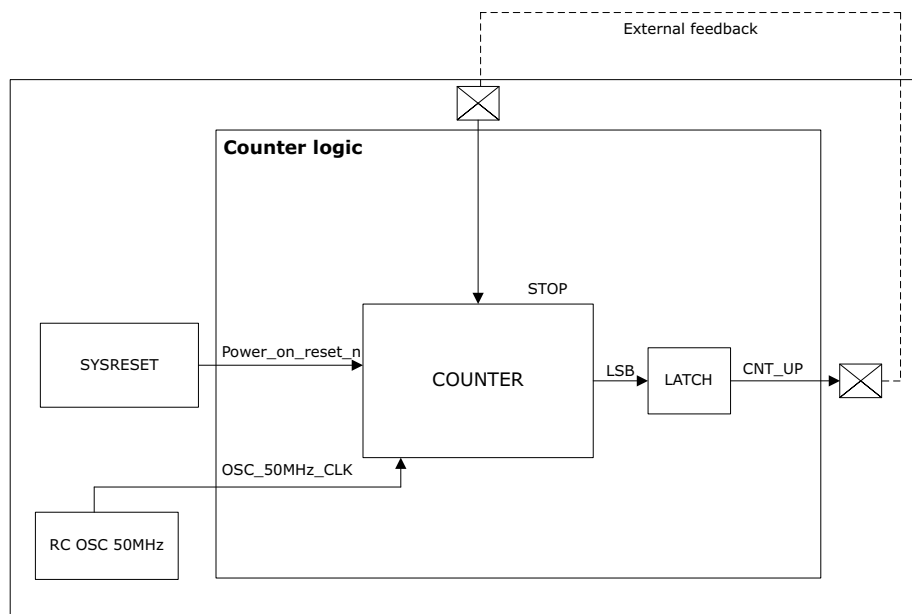 External feedback
Counter logic
STOP
SYSRESET
Power_on_reset_n
COUNTER
LSB
LATCH
CNT_UP
OSC_50MHz_CLK
RC OSC 50MHz